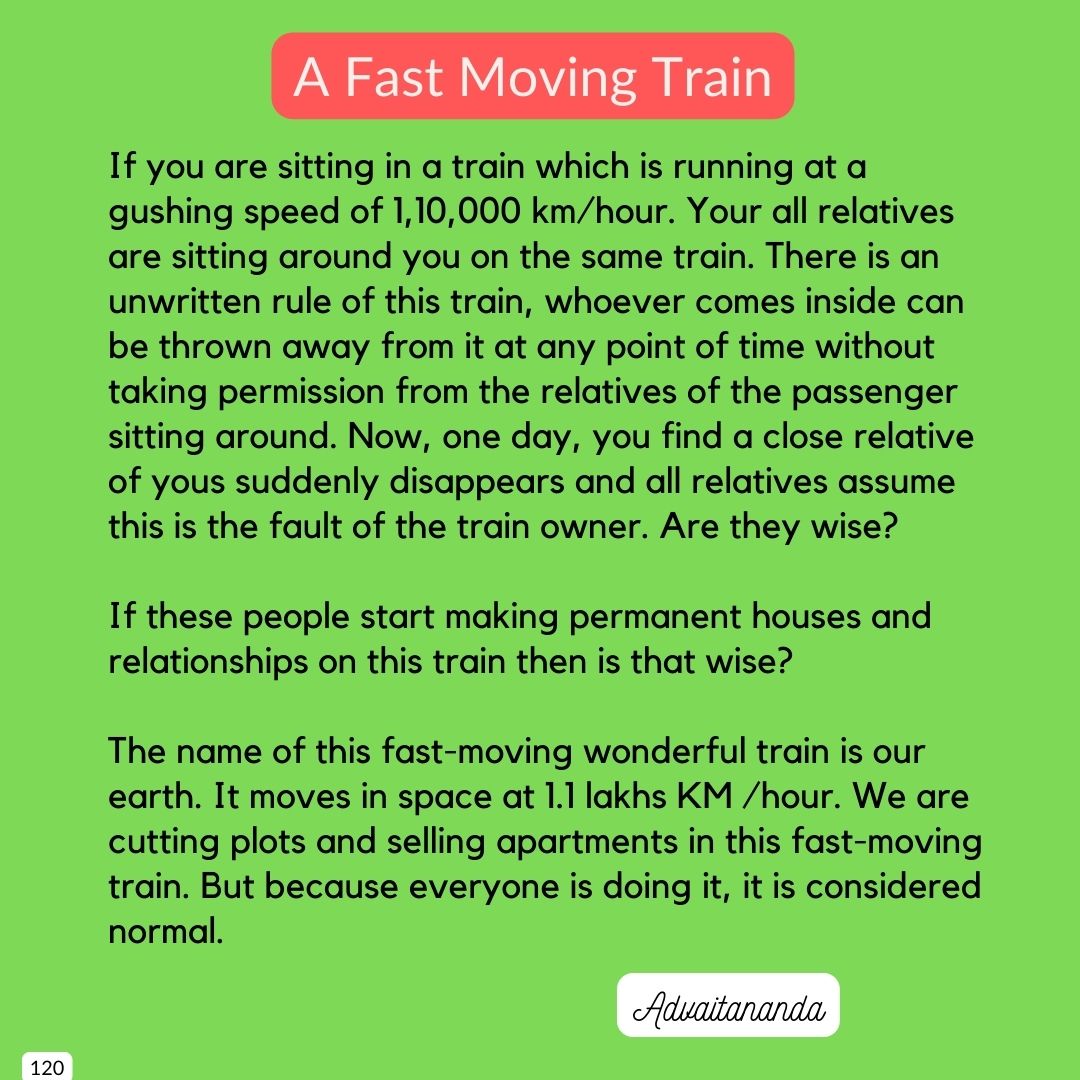 A Fast Moving Train
If you are sitting in a train which is running at a
gushing speed of 1,10,000 km/hour. Your all relatives
are sitting around you on the same train. There is an
unwritten rule of this train, whoever comes inside can
be thrown away from it at any point of time without
taking permission from the relatives of the passenger
sitting around. Now, one day, you find a close relative
of yous suddenly disappears and all relatives assume
this is the fault of the train owner. Are they wise?
If these people start making permanent houses and
relationships on this train then is that wise?
The name of this fast-moving wonderful train is our
earth. It moves in space at 1.1 lakhs KM /hour. We are
cutting plots and selling apartments in this fast-moving
train. But because everyone is doing it, it is considered
normal.
Advaitananda
120